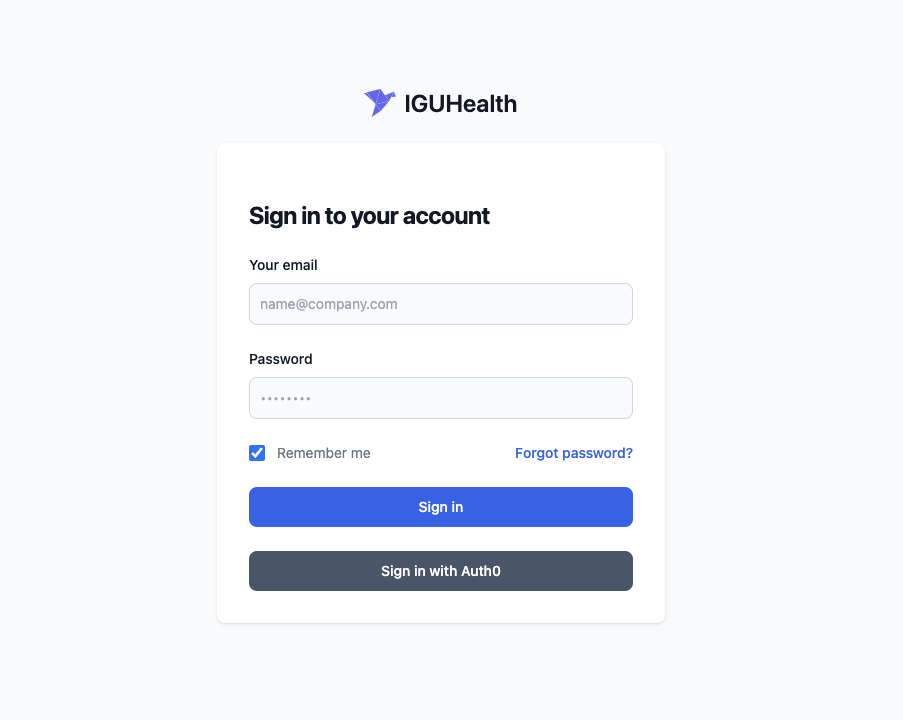 IGUHealth
Sign in to your account
Your email
name@company.com
Password
••••••••
Remember me Forgot password?
Sign in
Sign in with Auth0